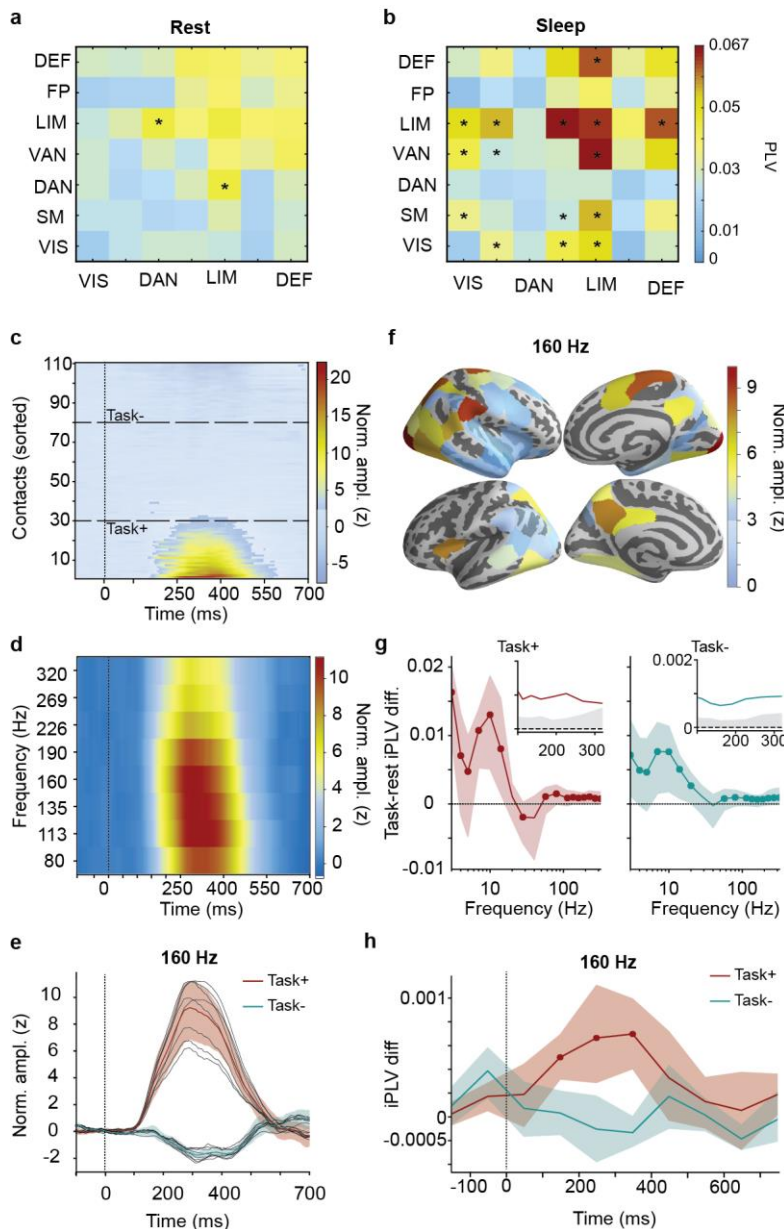 a
Rest
DEF
FP
LIM
VAN
DAN
SM
VIS
*
*
VIS DAN LIM DEF
b
Sleep
DEF
FP
LIM
VAN
DAN
SM
VIS
*
* * * * *
* * *
* * *
* * *
VIS DAN LIM DEF
0.067
0.05
0.04
0.03
0.01
0
PLV
c
Contacts (sorted)
110
90
70
50
30
10
Task-
Task+
0 250 400 550 700
Time (ms)
20
15
10
5
0
-5
Norm. ampl. (z)
f
160 Hz
9
6
3
0
Norm. ampl. (z)
d
Frequency (Hz)
320
269
226
190
160
135
113
80
0 250 400 550 700
Time (ms)
10
8
6
4
2
0
Norm. ampl. (z)
g
Task-rest iPLV diff.
0.02
0.01
0
-0.01
Task+
200 300
10 100
Frequency (Hz)
Task-
0.002
0
200 300
10 100
Frequency (Hz)
e
160 Hz
Task+
Task-
Norm. ampl. (z)
10
8
6
4
2
0
-2
0 200 400 700
Time (ms)
h
160 Hz
Task+
Task-
iPLV diff
0.001
0
-0.0005
-100 0 200 400 600
Time (ms)